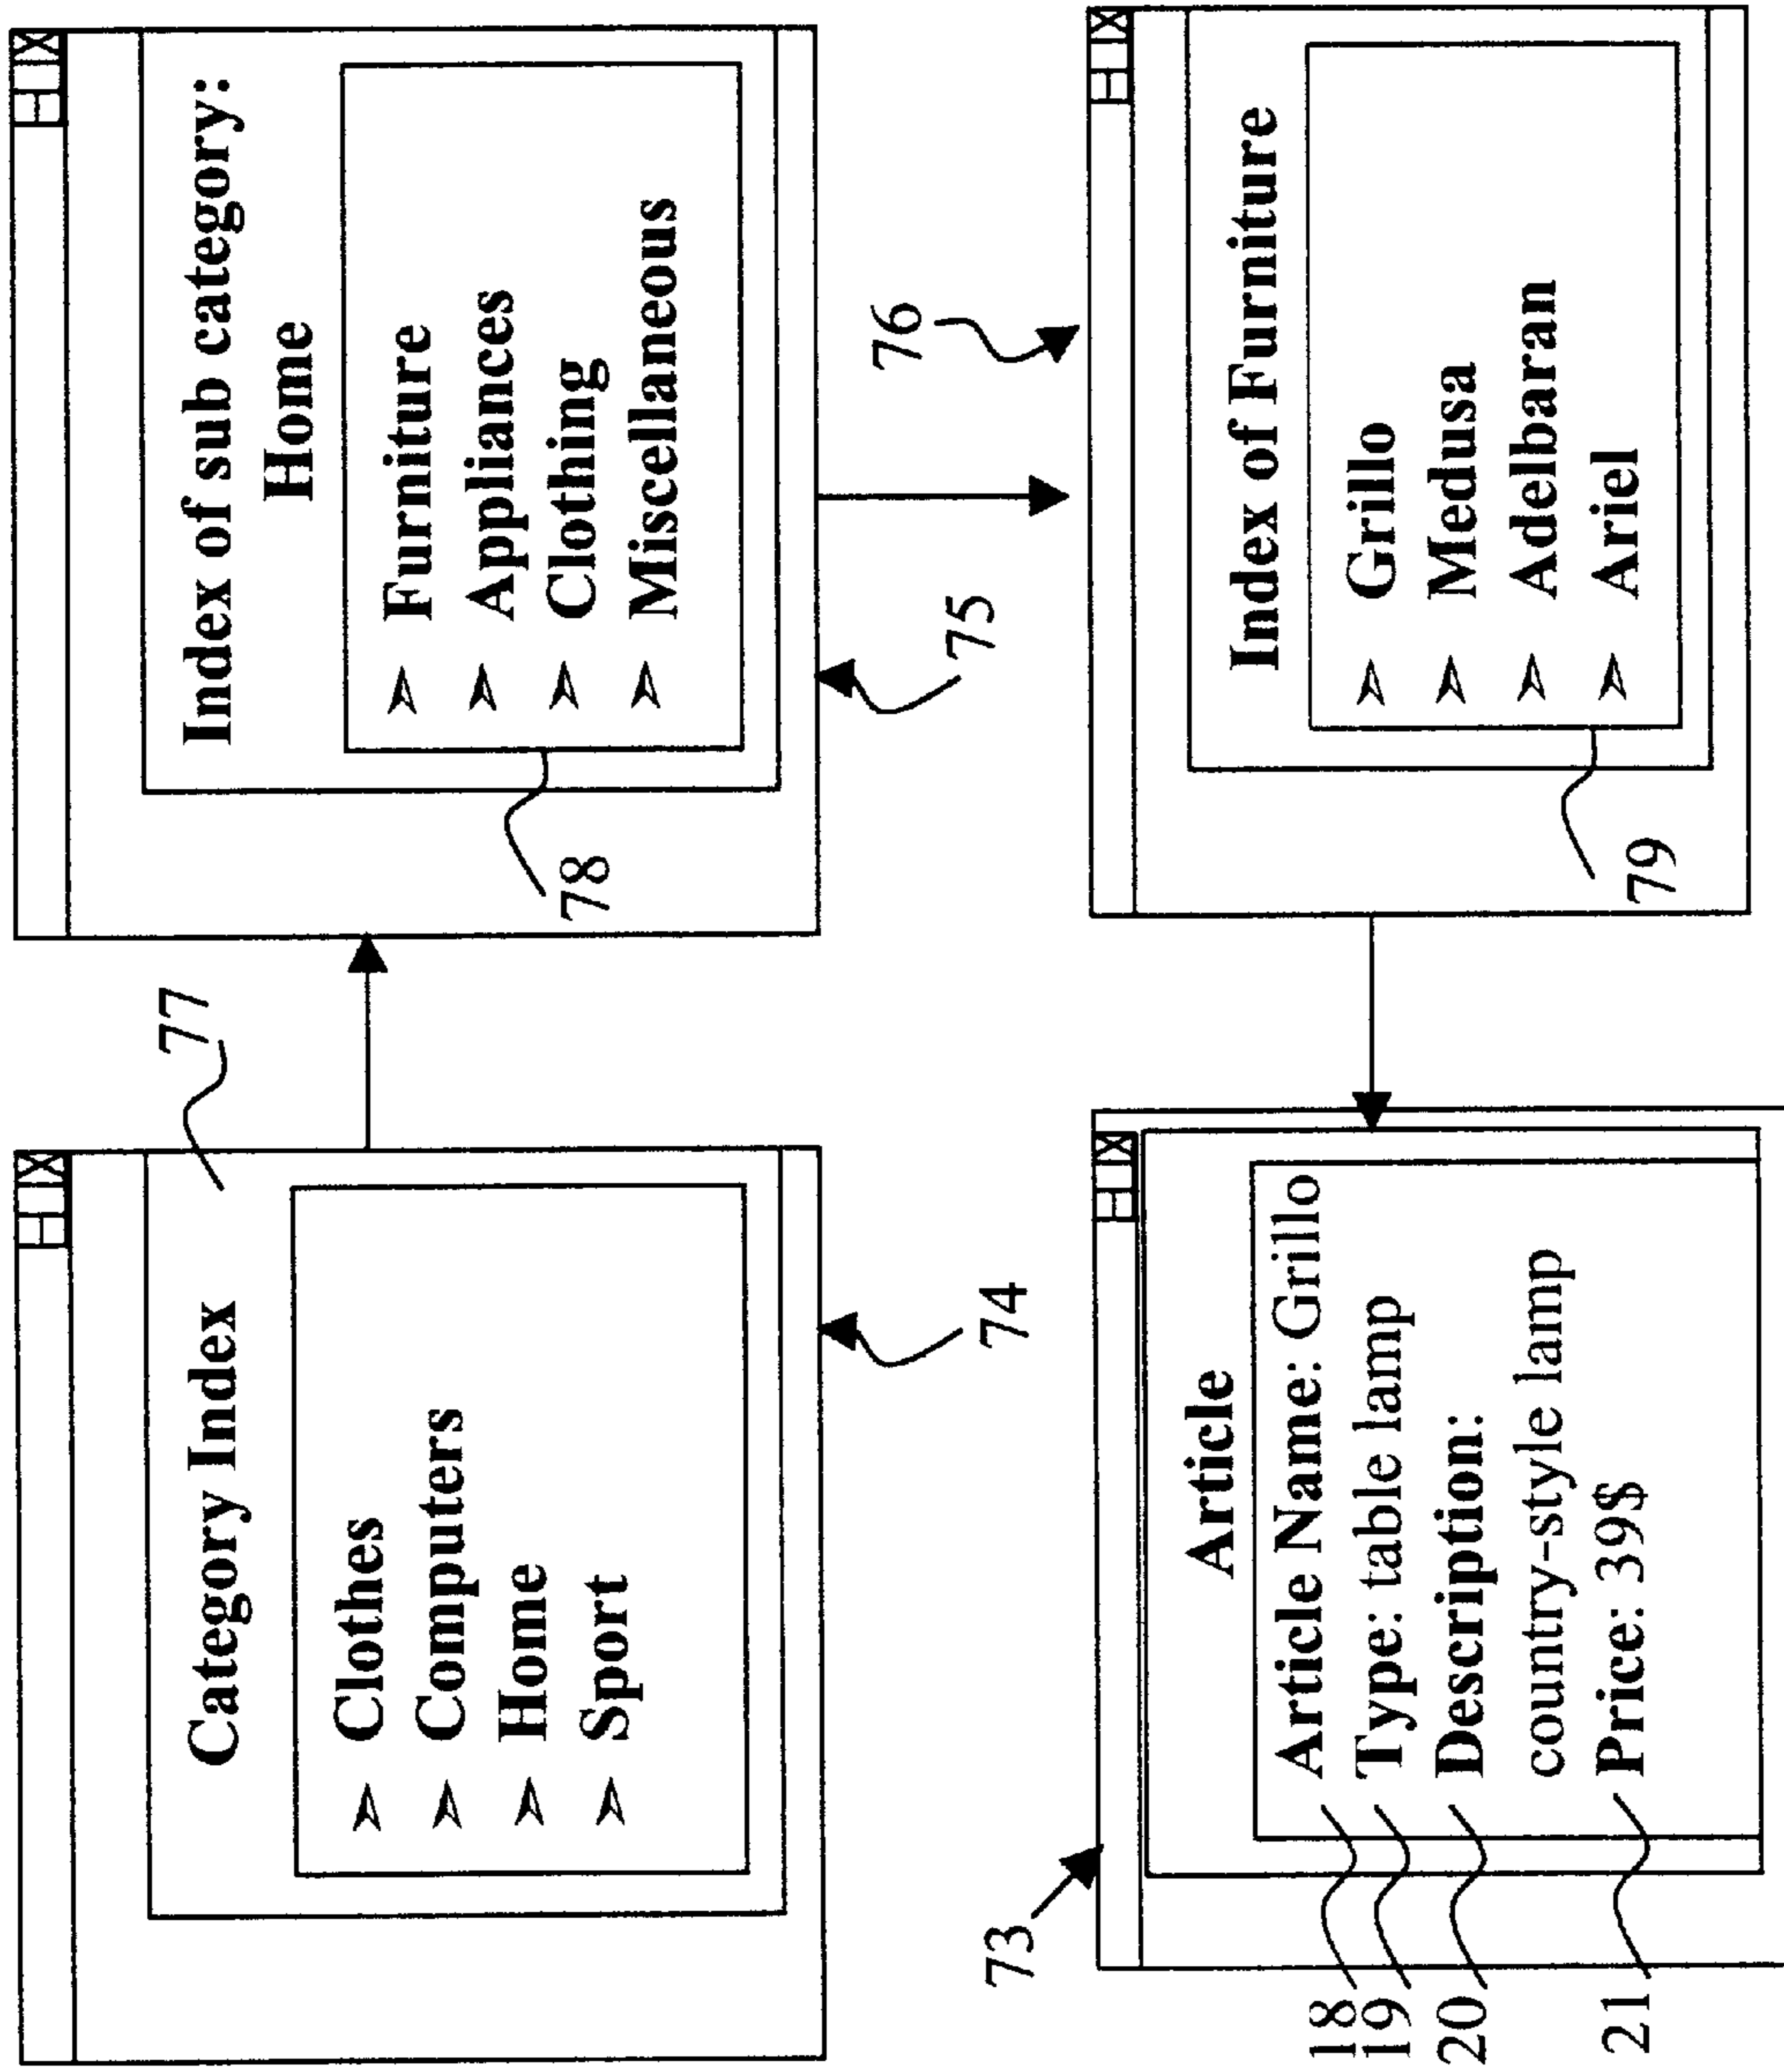 77
Category Index
Clothes
Computers
Home
Sport
74
Index of sub category:
Home
Furniture
Appliances
Clothing
Miscellaneous
78
75
76
Index of Furniture
Grillo
Medusa
Adelbaran
Ariel
79
73
Article
18 Article Name: Grillo
19 Type: table lamp
20 Description:
country-style lamp
21 Price: 39$